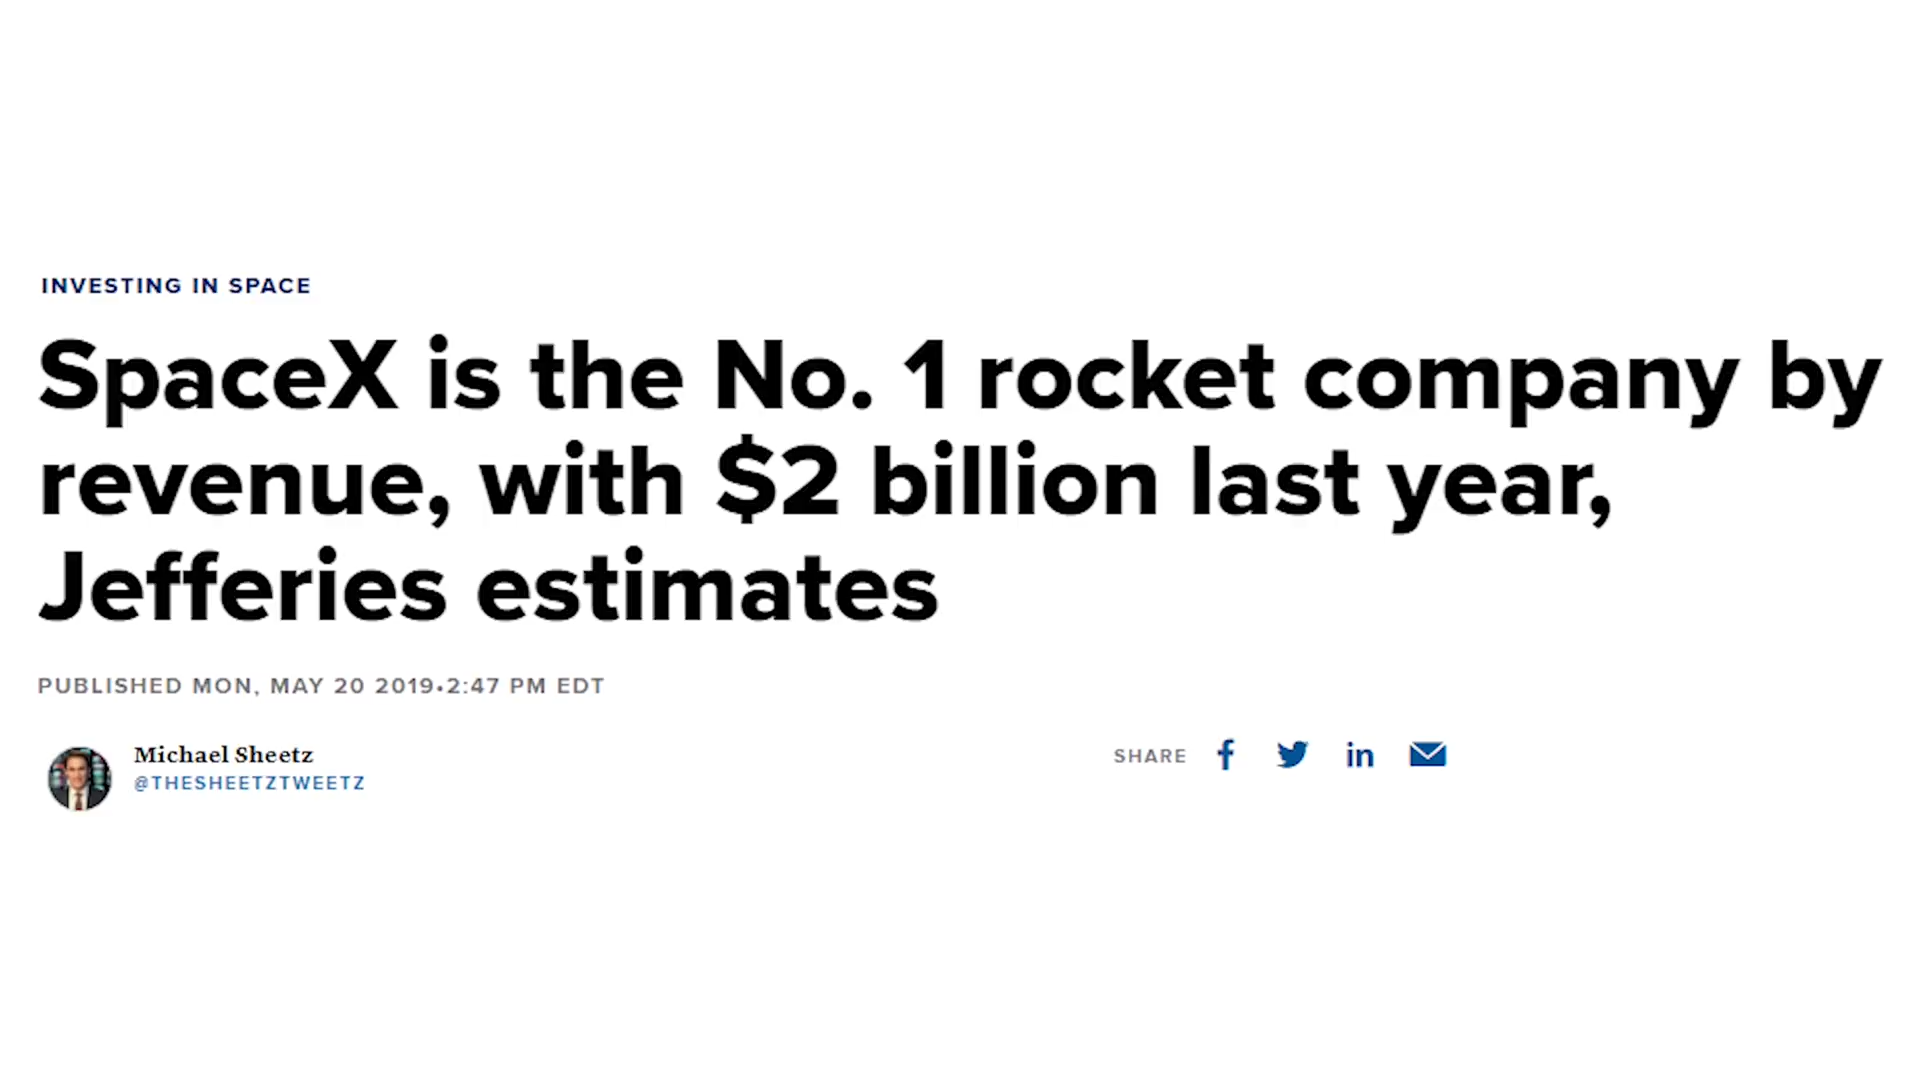 INVESTING IN SPACE
SpaceX is the No. 1 rocket company by
revenue, with $2 billion last year,
Jefferies estimates
PUBLISHED MON, MAY 20 2019•2:47 PM EDT
Michael Sheetz
@THESHEETZTWEETZ
SHARE